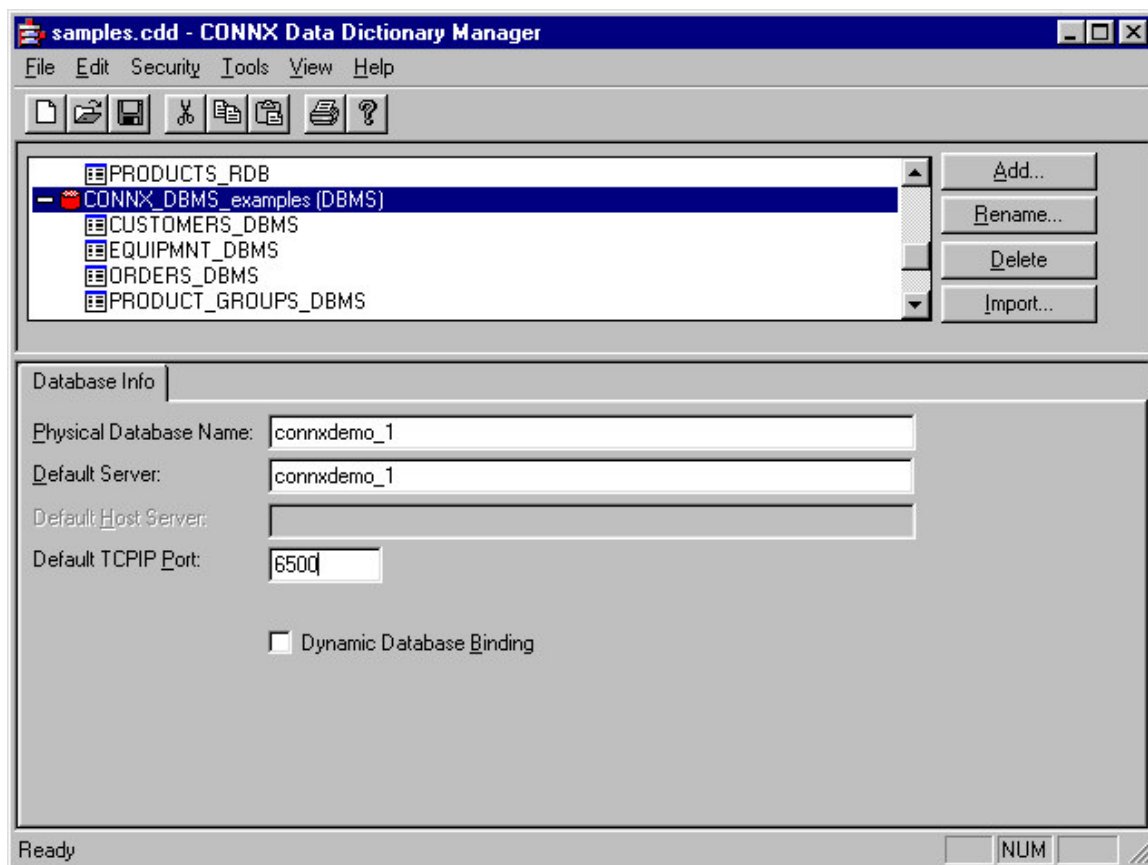 samples.cdd - CONNX Data Dictionary Manager
File Edit Security Tools View Help
PRODUCTS_RDB
CONNX_DBMS_examples (DBMS)
CUSTOMERS_DBMS
EQUIPMNT_DBMS
ORDERS_DBMS
PRODUCT_GROUPS_DBMS
Add...
Rename...
Delete
Import...
Database Info
Physical Database Name: connxdemo_1
Default Server: connxdemo_1
Default Host Server:
Default TCPIP Port: 6500
Dynamic Database Binding
Ready NUM